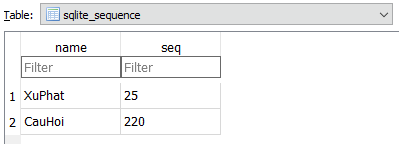 Table: sqlite_sequence
name seq
Filter Filter
1 XuPhat 25
2 CauHoi 220